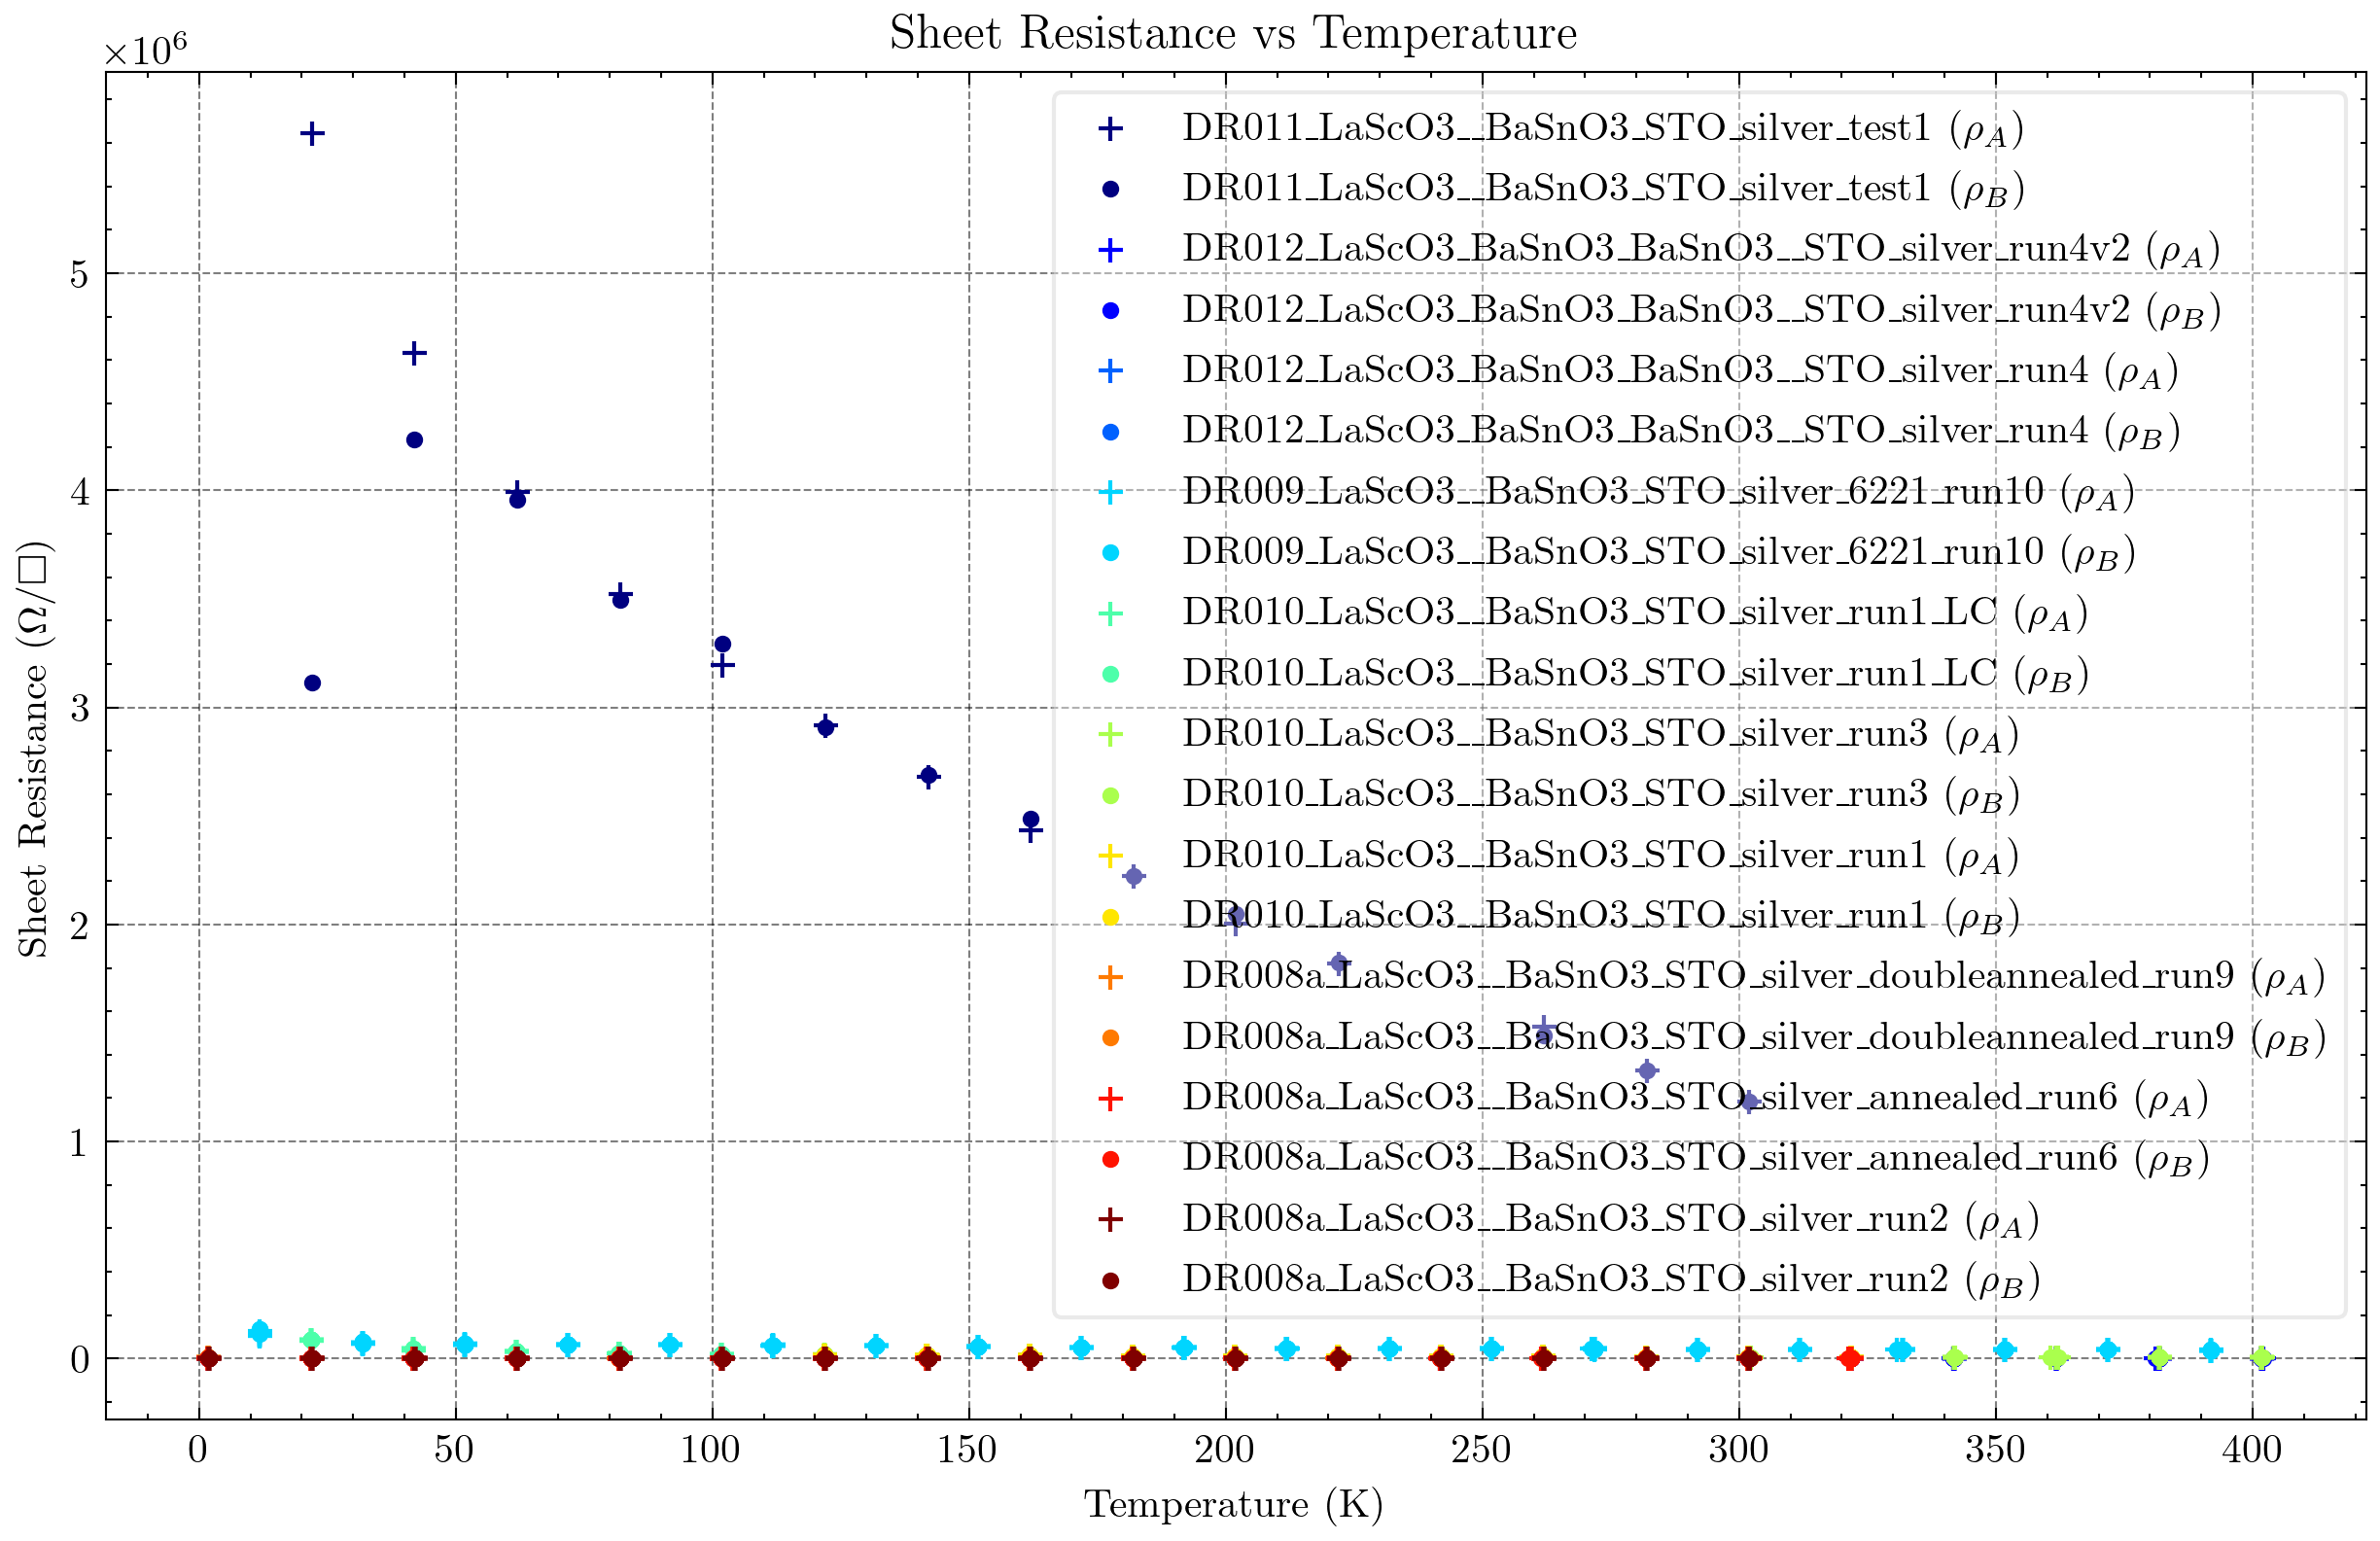 Sheet Resistance vs Temperature
×10⁶
DR011_LaScO3__BaSnO3_STO_silver_test1 (ρ_A)
DR011_LaScO3__BaSnO3_STO_silver_test1 (ρ_B)
DR012_LaScO3_BaSnO3_BaSnO3__STO_silver_run4v2 (ρ_A)
DR012_LaScO3_BaSnO3_BaSnO3__STO_silver_run4v2 (ρ_B)
DR012_LaScO3_BaSnO3_BaSnO3__STO_silver_run4 (ρ_A)
DR012_LaScO3_BaSnO3_BaSnO3__STO_silver_run4 (ρ_B)
DR009_LaScO3__BaSnO3_STO_silver_6221_run10 (ρ_A)
DR009_LaScO3__BaSnO3_STO_silver_6221_run10 (ρ_B)
DR010_LaScO3__BaSnO3_STO_silver_run1_LC (ρ_A)
DR010_LaScO3__BaSnO3_STO_silver_run1_LC (ρ_B)
DR010_LaScO3__BaSnO3_STO_silver_run3 (ρ_A)
DR010_LaScO3__BaSnO3_STO_silver_run3 (ρ_B)
DR010_LaScO3__BaSnO3_STO_silver_run1 (ρ_A)
DR010_LaScO3__BaSnO3_STO_silver_run1 (ρ_B)
DR008a_LaScO3__BaSnO3_STO_silver_doubleannealed_run9 (ρ_A)
DR008a_LaScO3__BaSnO3_STO_silver_doubleannealed_run9 (ρ_B)
DR008a_LaScO3__BaSnO3_STO_silver_annealed_run6 (ρ_A)
DR008a_LaScO3__BaSnO3_STO_silver_annealed_run6 (ρ_B)
DR008a_LaScO3__BaSnO3_STO_silver_run2 (ρ_A)
DR008a_LaScO3__BaSnO3_STO_silver_run2 (ρ_B)
Sheet Resistance (Ω/□)
5
4
3
2
1
0
0 50 100 150 200 250 300 350 400
Temperature (K)